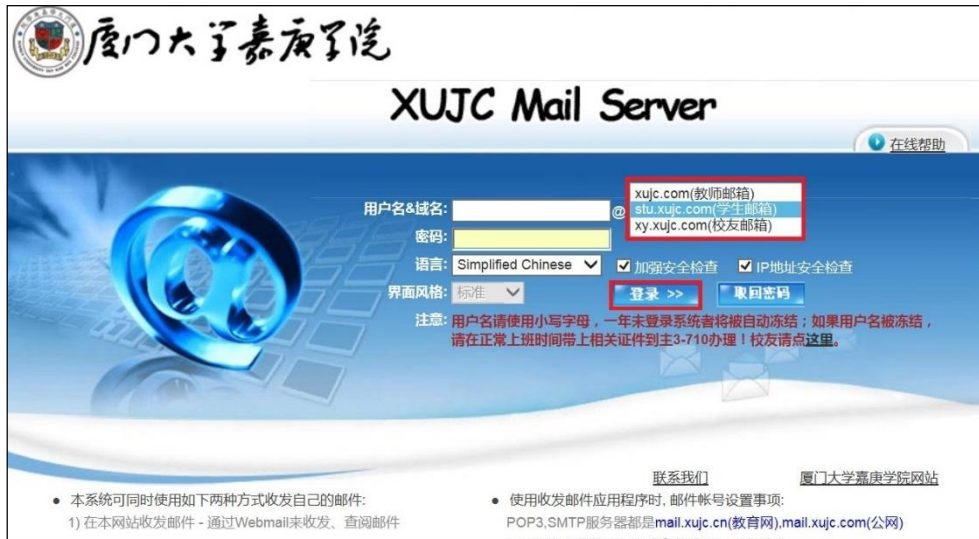 厦门大学嘉庚学院
XUJC Mail Server
在线帮助
用户名&域名: @ xujc.com(教师邮箱)
stu.xujc.com(学生邮箱)
xy.xujc.com(校友邮箱)
密码:
语言: Simplified Chinese 加强安全检查 IP地址安全检查
界面风格: 标准 登录 >> 取回密码
注意: 用户名请使用小写字母，一年未登录系统者将被自动冻结；如果用户名被冻结，
请在正常上班时间带上相关证件到主3-710办理！校友请点这里。
联系我们 厦门大学嘉庚学院网站
● 本系统可同时使用如下两种方式收发自己的邮件:
1) 在本网站收发邮件 - 通过Webmail来收发、查阅邮件
● 使用收发邮件应用程序时, 邮件帐号设置事项:
POP3,SMTP服务器都是mail.xujc.cn(教育网),mail.xujc.com(公网)